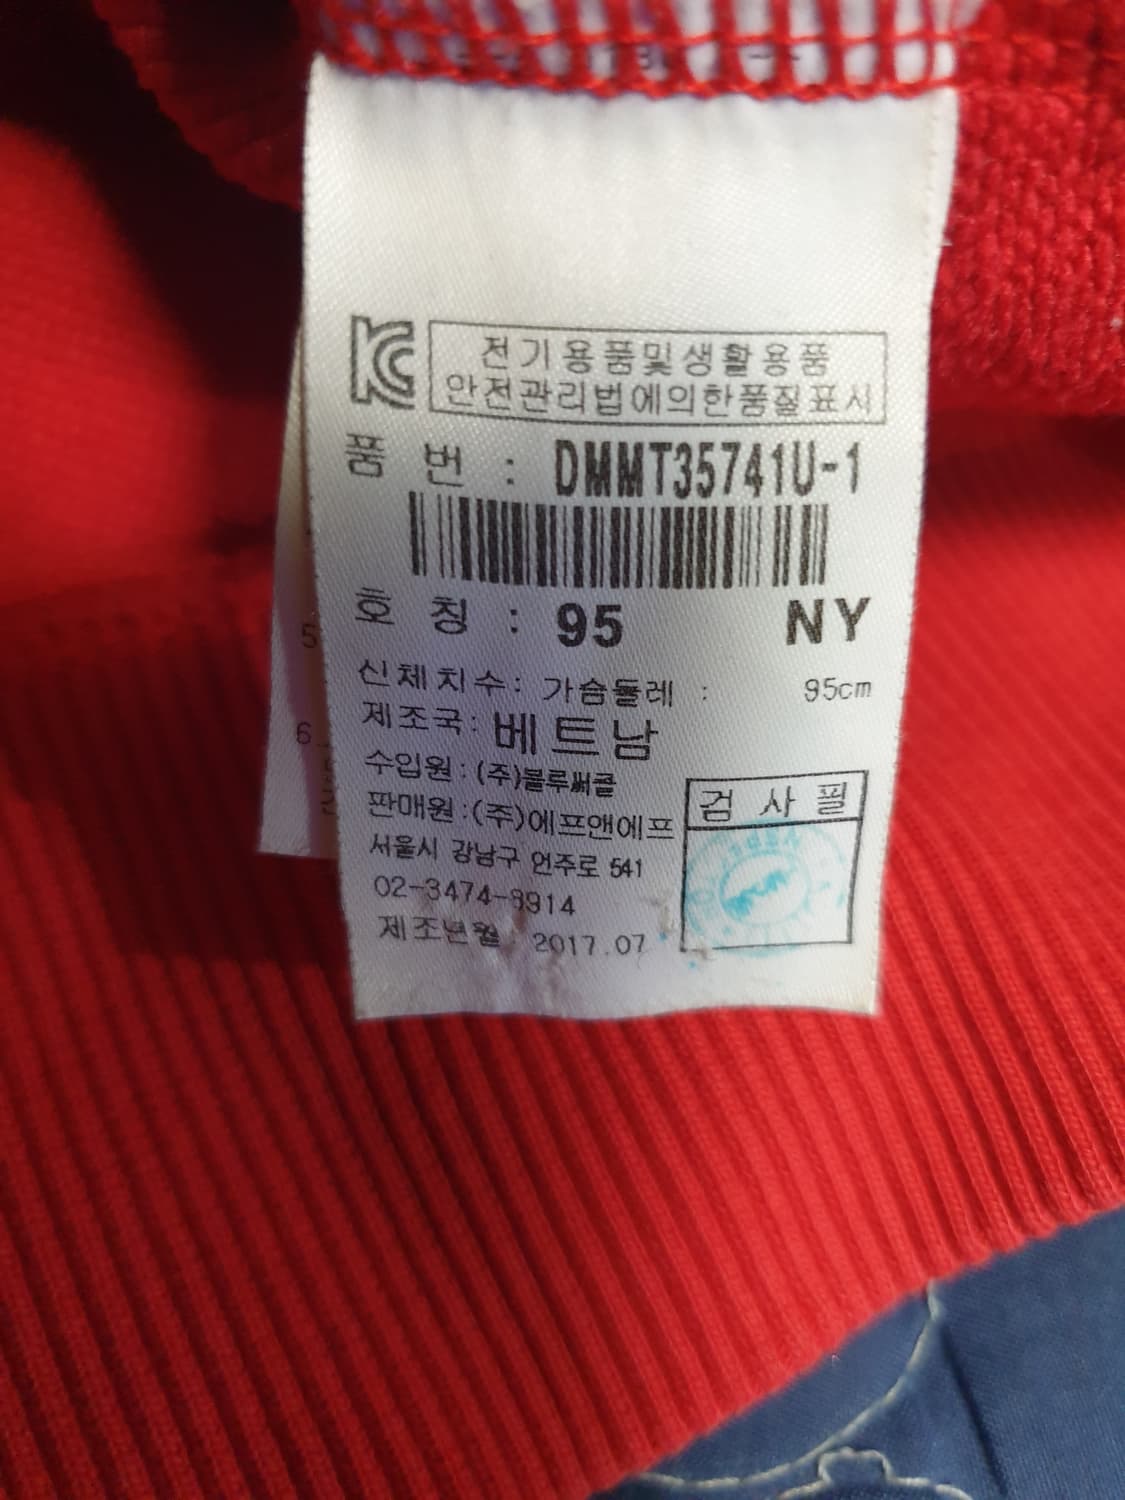 전기용품및생활용품
안전관리법에의한품질표시
품 번 : DMMT35741U-1
호 칭 : 95 NY
신체치수: 가슴둘레 : 95cm
제조국: 베트남
수입원: (주)블루써클
판매원:(주)에프앤에프
서울시 강남구 언주로 541
02-3474-8914
제조년월 2017.07
검 사 필
5
6